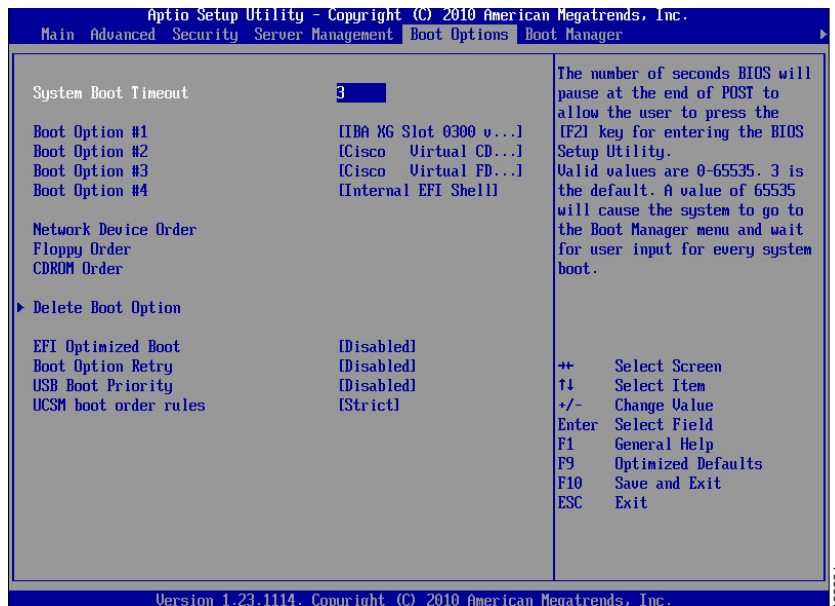 Aptio Setup Utility - Copyright (C) 2010 American Megatrends, Inc.
Main Advanced Security Server Management Boot Options Boot Manager
System Boot Timeout 3
Boot Option #1 [IBA XG Slot 0300 v...]
Boot Option #2 [Cisco Virtual CD...]
Boot Option #3 [Cisco Virtual FD...]
Boot Option #4 [Internal EFI Shell]
Network Device Order
Floppy Order
CDROM Order
Delete Boot Option
EFI Optimized Boot [Disabled]
Boot Option Retry [Disabled]
USB Boot Priority [Disabled]
UCSM boot order rules [Strict]
The number of seconds BIOS will
pause at the end of POST to
allow the user to press the
[F2] key for entering the BIOS
Setup Utility.
Valid values are 0-65535. 3 is
the default. A value of 65535
will cause the system to go to
the Boot Manager menu and wait
for user input for every system
boot.
→← Select Screen
↑↓ Select Item
+/- Change Value
Enter Select Field
F1 General Help
F9 Optimized Defaults
F10 Save and Exit
ESC Exit
Version 1.23.1114. Copyright (C) 2010 American Megatrends, Inc.